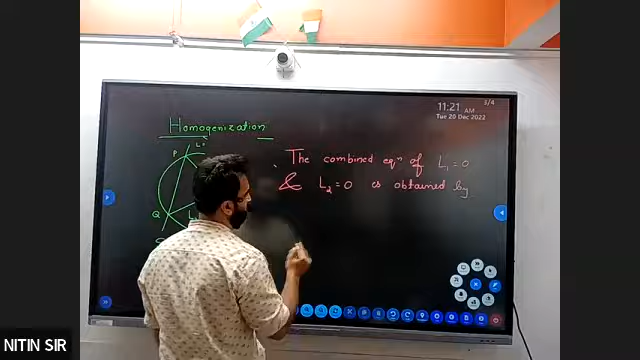 11:21 AM
3/4
Tue 20 Dec 2022
Homogenization
P
Q
The combined eqⁿ of L₁ = 0
& L₂ = 0 is obtained by
NITIN SIR